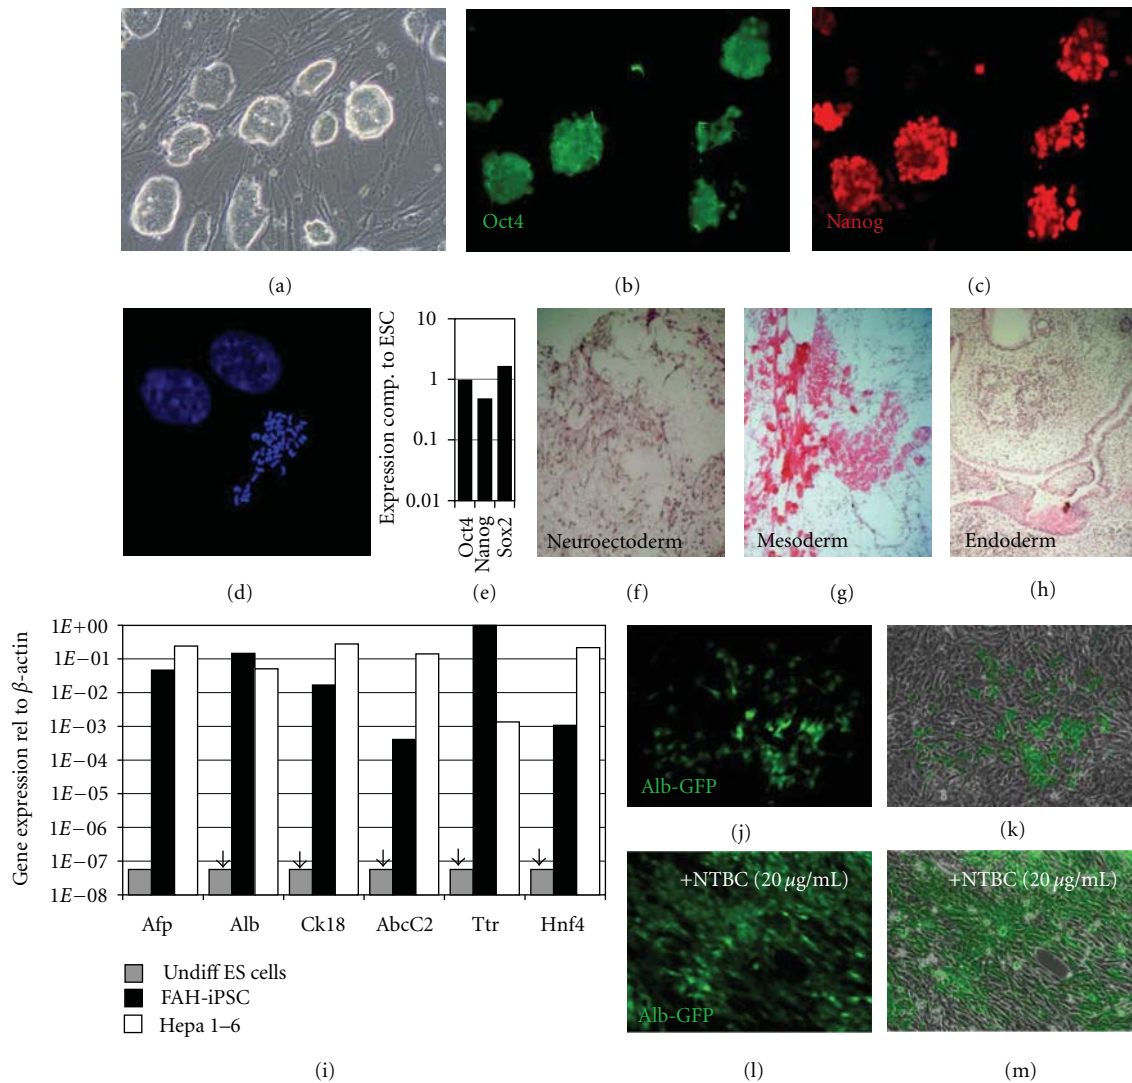 Oct4
Nanog
(a)
(b)
(c)
Expression comp. to ESC
10
1
0.1
0.01
Oct4
Nanog
Sox2
Neuroectoderm
Mesoderm
Endoderm
(d)
(e)
(f)
(g)
(h)
Gene expression rel to β-actin
1E+00
1E−01
1E−02
1E−03
1E−04
1E−05
1E−06
1E−07
1E−08
Afp
Alb
Ck18
AbcC2
Ttr
Hnf4
Undiff ES cells
FAH-iPSC
Hepa 1–6
(i)
Alb-GFP
(j)
(k)
+NTBC (20 µg/mL)
Alb-GFP
+NTBC (20 µg/mL)
(l)
(m)